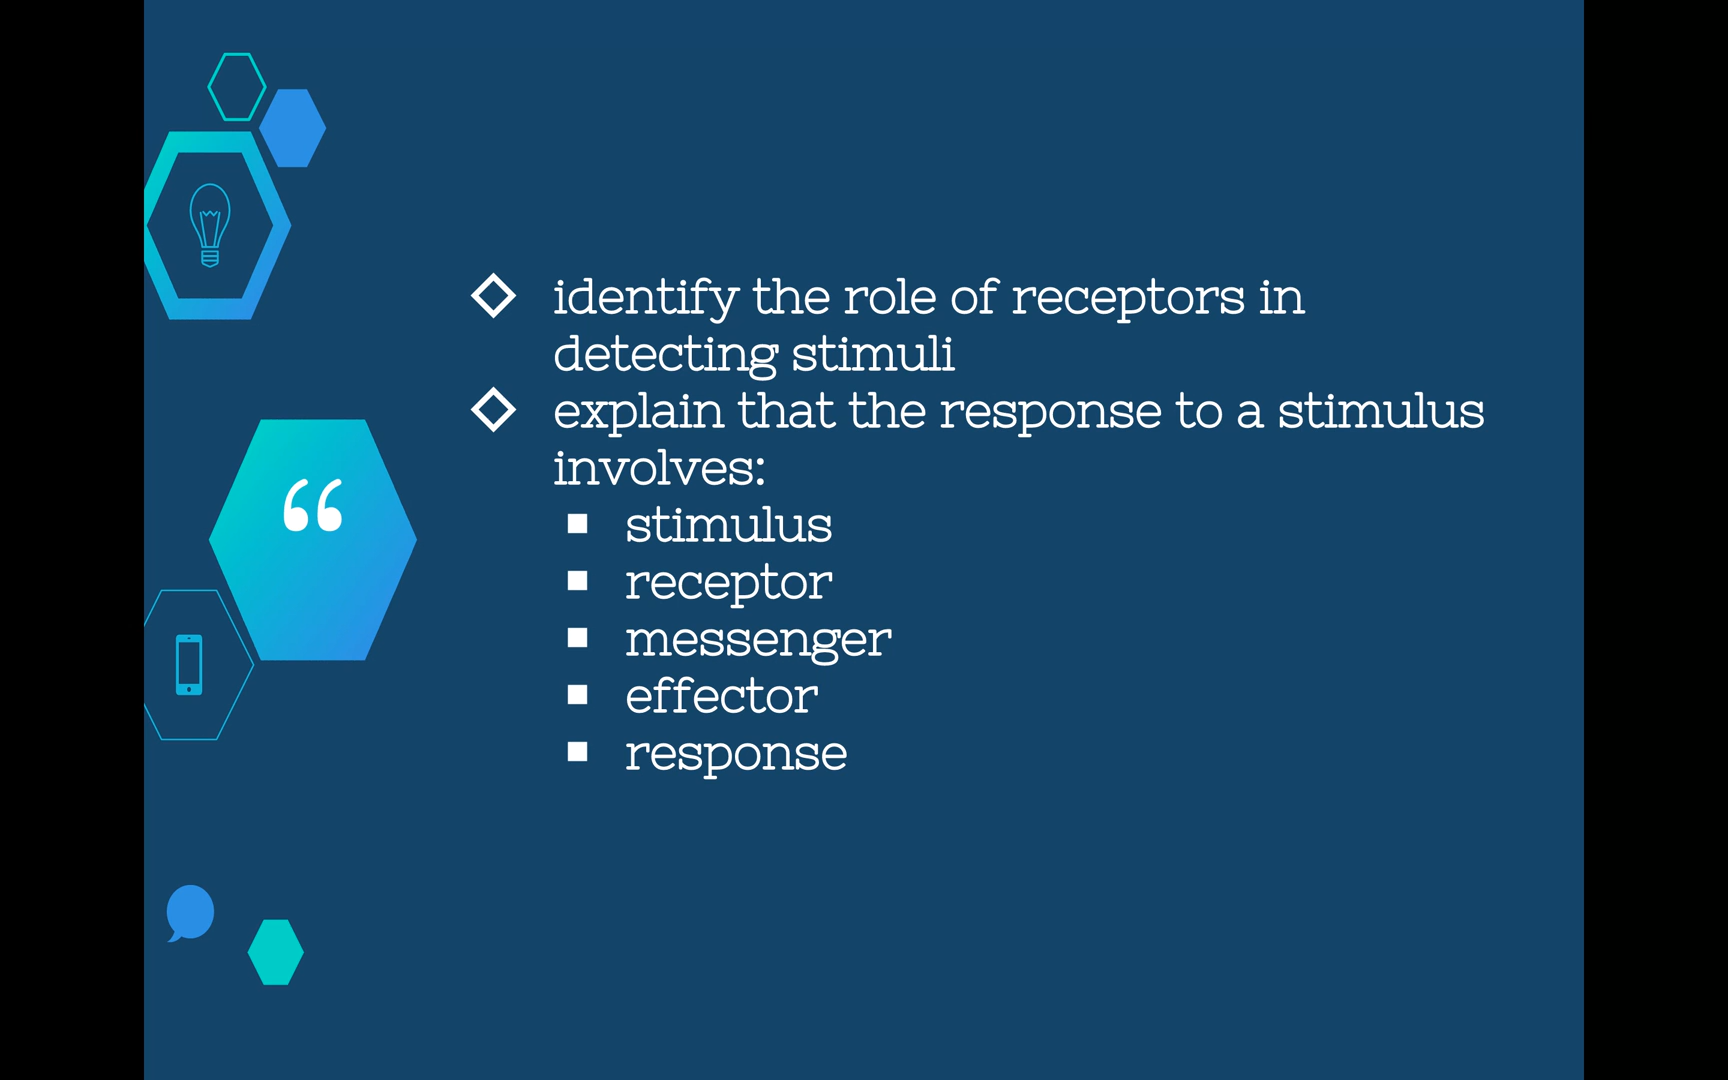 identify the role of receptors in
detecting stimuli
explain that the response to a stimulus
involves:
stimulus
receptor
messenger
effector
response